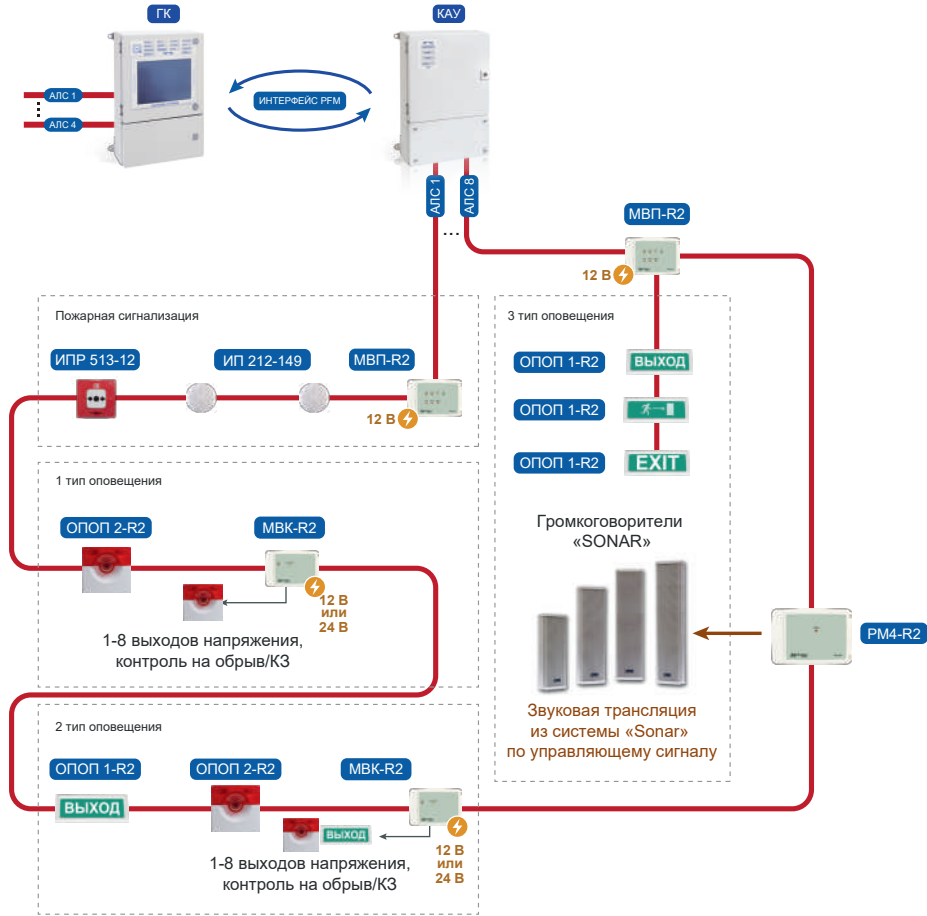 ГК
КАУ
АЛС 1
АЛС 4
ИНТЕРФЕЙС PFM
АЛС 1
АЛС 8
...
МВП-R2
12 В
Пожарная сигнализация
ИПР 513-12
ИП 212-149
МВП-R2
12 В
3 тип оповещения
ОПОП 1-R2
ВЫХОД
ОПОП 1-R2
ОПОП 1-R2
EXIT
1 тип оповещения
ОПОП 2-R2
МВК-R2
12 В
или
24 В
1-8 выходов напряжения,
контроль на обрыв/КЗ
Громкоговорители
«SONAR»
РМ4-R2
Звуковая трансляция
из системы «Sonar»
по управляющему сигналу
2 тип оповещения
ОПОП 1-R2
ОПОП 2-R2
МВК-R2
ВЫХОД
ВЫХОД
12 В
или
24 В
1-8 выходов напряжения,
контроль на обрыв/КЗ